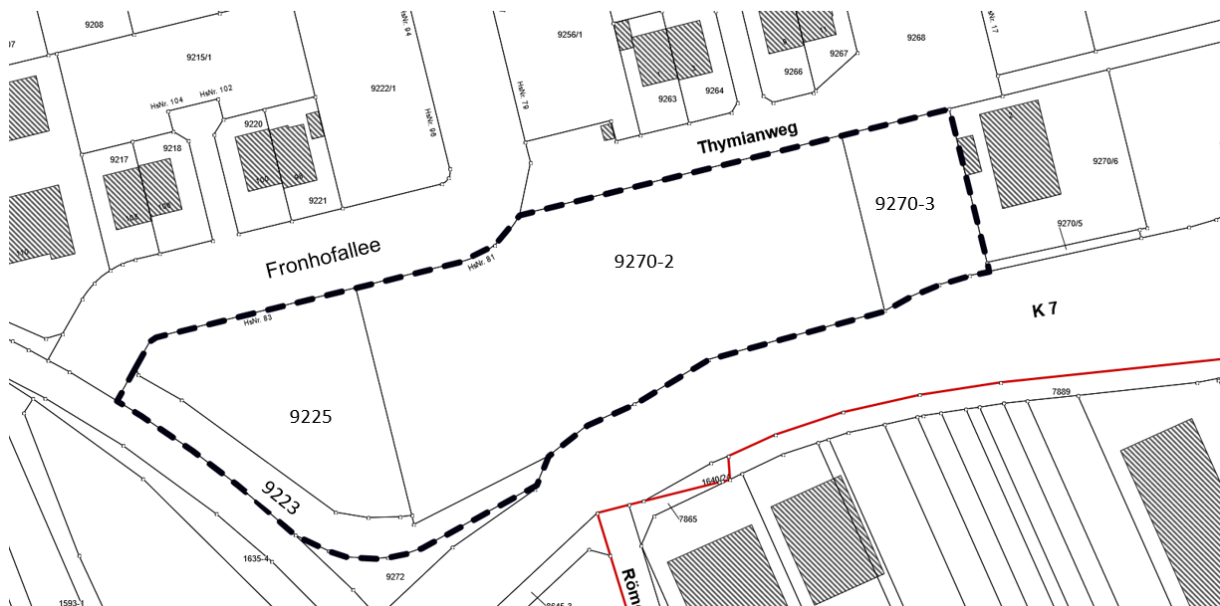 9208
HsNr. 94
9256/1
HsNr. 17
9268
9267
9266
9215/1
9222/1
HsNr. 79
9263
9264
HsNr. 104
HsNr. 102
9220
HsNr. 96
Thymianweg
2
9217
9218
9270/6
100
9221
9270-3
9270/5
Fronhofallee
HsNr. 81
9270-2
HsNr. 83
K 7
7889
9225
9223
7865
1635-4
9272
1593-1